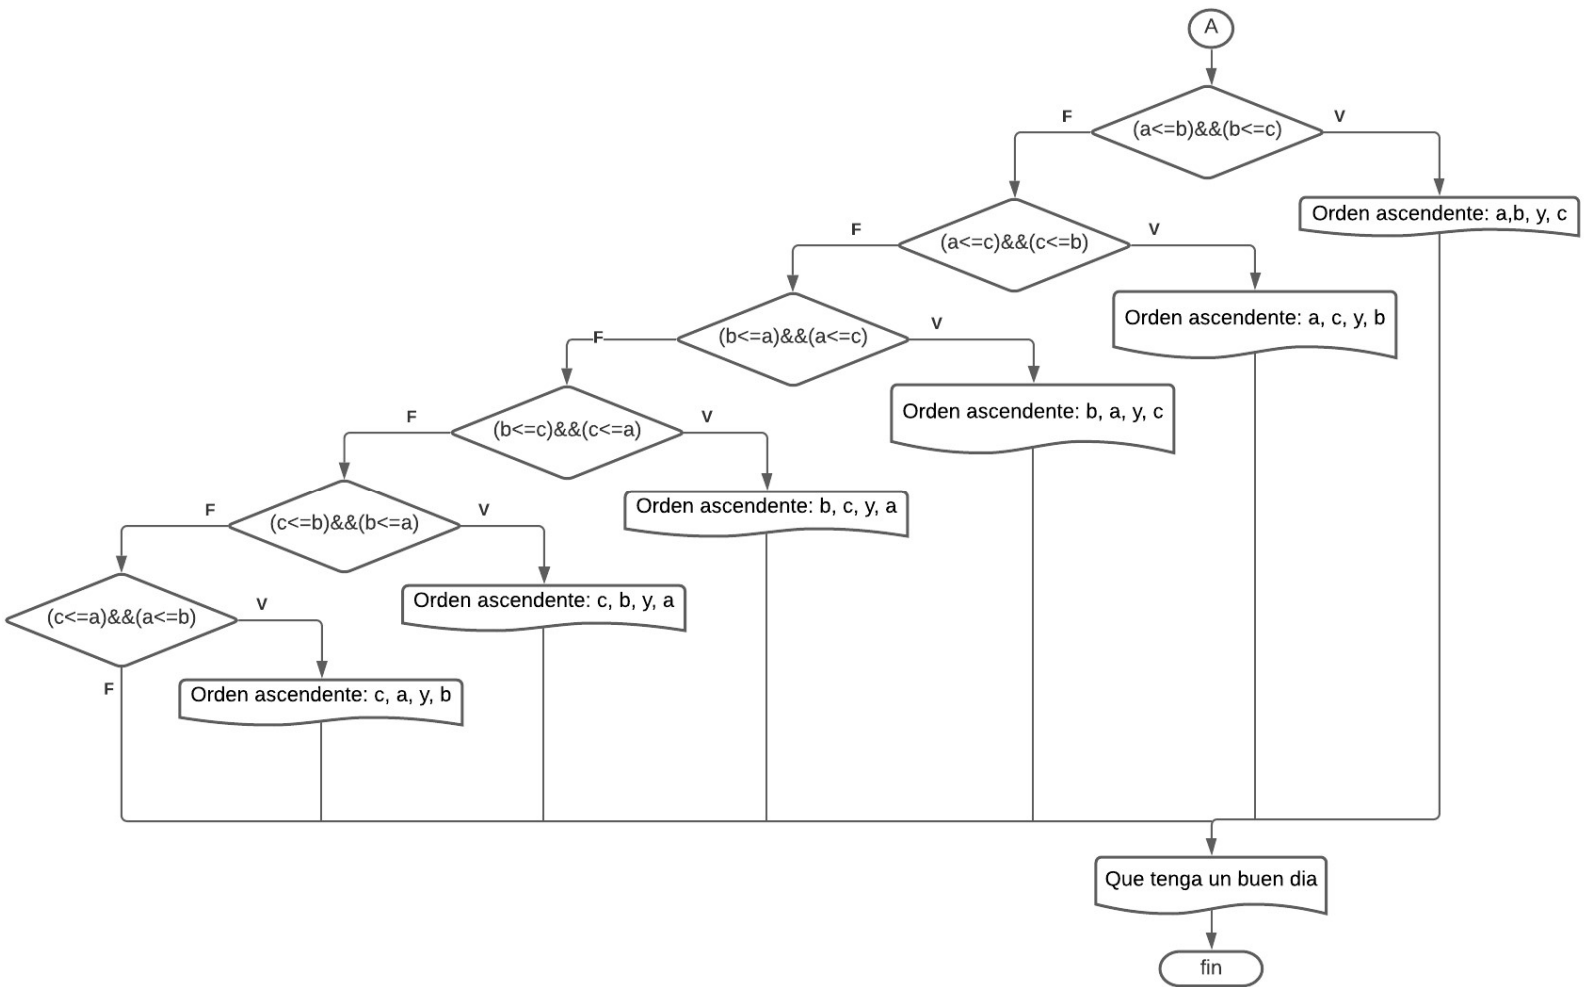 A
F
V
(a<=b)&&(b<=c)
Orden ascendente: a,b, y, c
F
V
(a<=c)&&(c<=b)
Orden ascendente: a, c, y, b
F
V
(b<=a)&&(a<=c)
Orden ascendente: b, a, y, c
F
V
(b<=c)&&(c<=a)
Orden ascendente: b, c, y, a
F
V
(c<=b)&&(b<=a)
Orden ascendente: c, b, y, a
V
(c<=a)&&(a<=b)
F
Orden ascendente: c, a, y, b
Que tenga un buen dia
fin